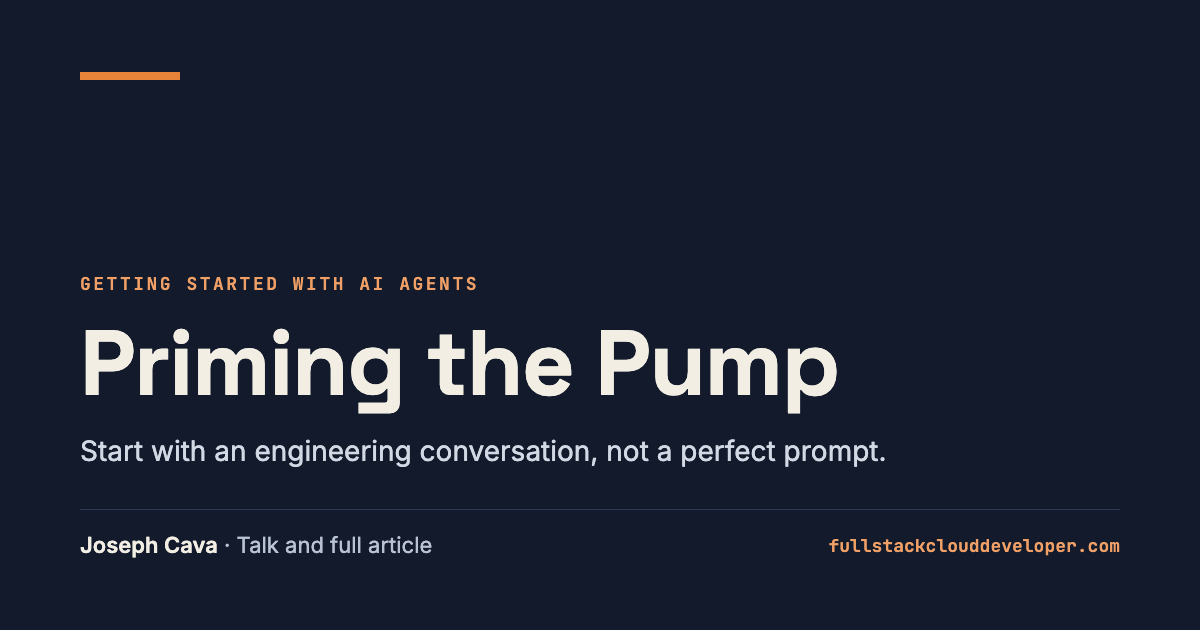 GETTING STARTED WITH AI AGENTS
Priming the Pump
Start with an engineering conversation, not a perfect prompt.
Joseph Cava · Talk and full article
fullstackclouddeveloper.com